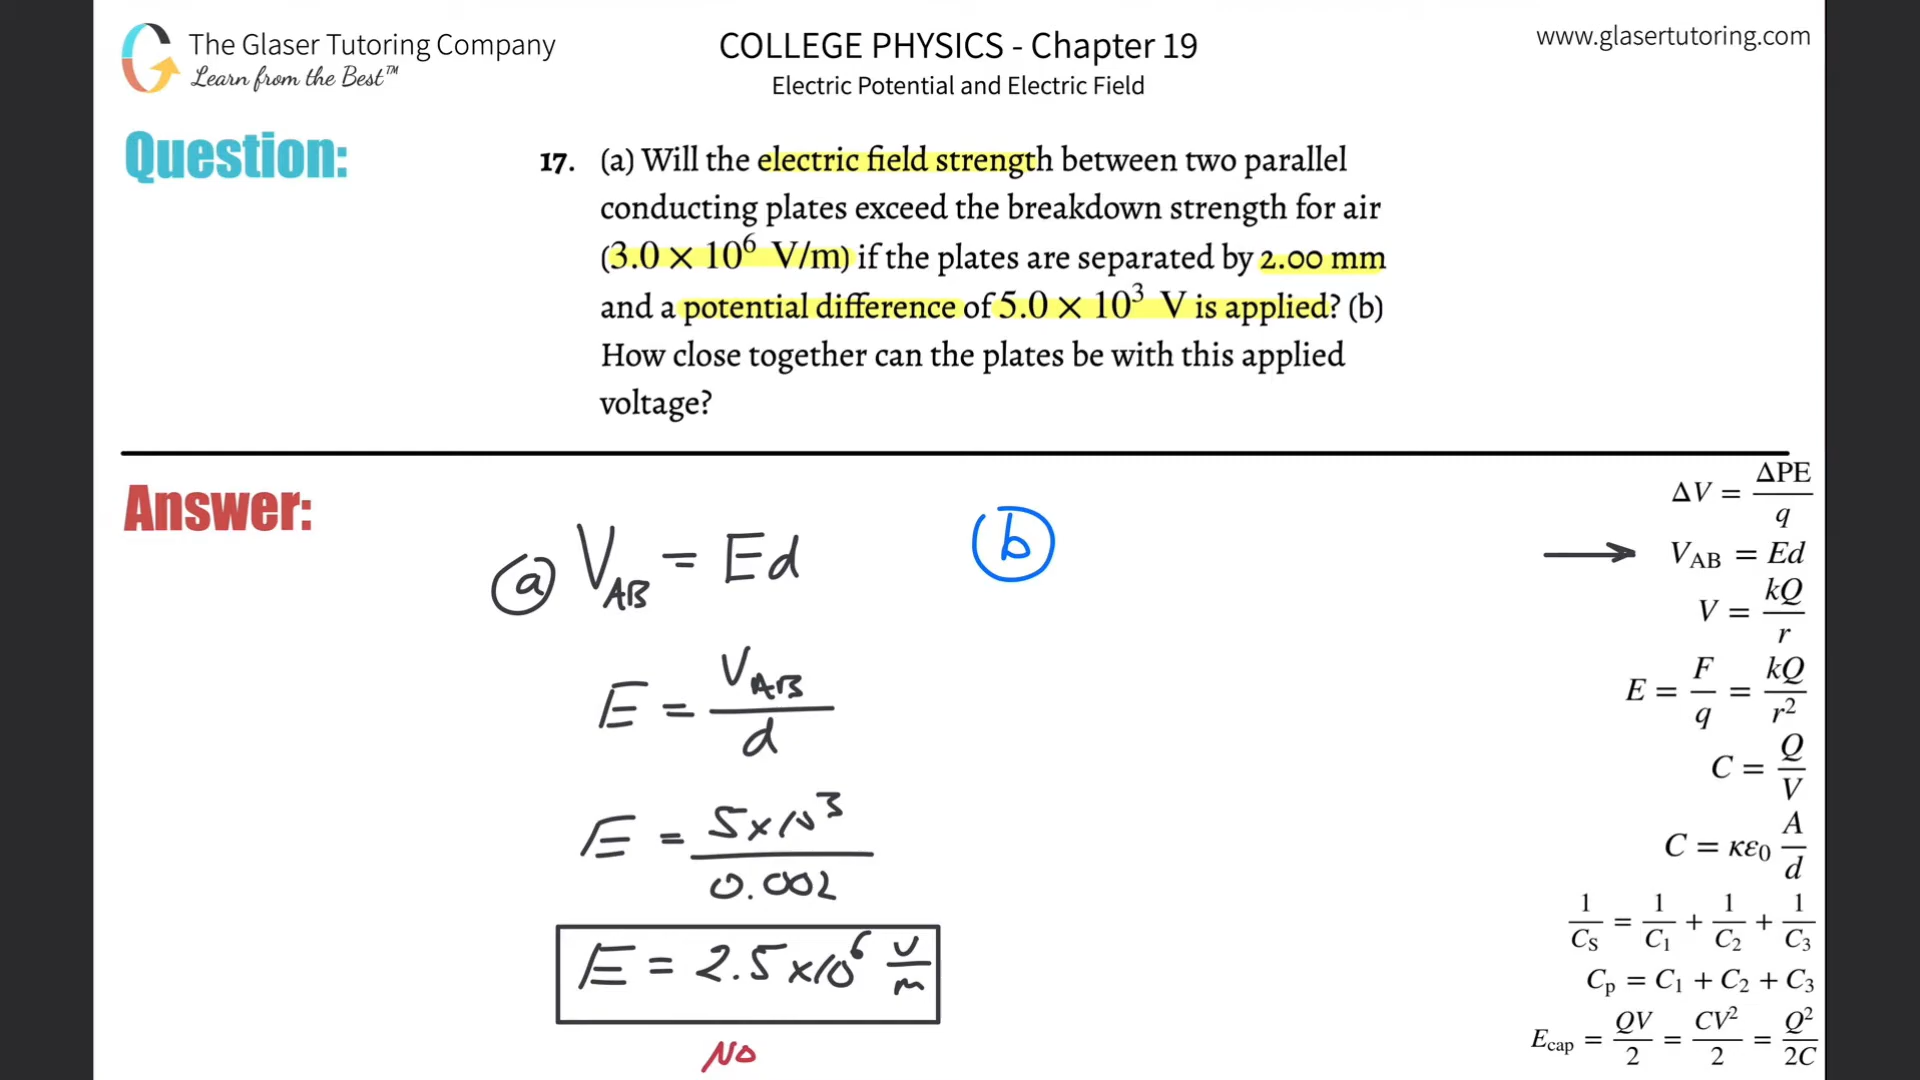 The Glaser Tutoring Company
Learn from the Best™
COLLEGE PHYSICS - Chapter 19
Electric Potential and Electric Field
www.glasertutoring.com
Question:
17. (a) Will the electric field strength between two parallel
conducting plates exceed the breakdown strength for air
(3.0 × 10⁶ V/m) if the plates are separated by 2.00 mm
and a potential difference of 5.0 × 10³ V is applied? (b)
How close together can the plates be with this applied
voltage?
Answer:
ⓐ V_AB = Ed
E = V_AB / d
E = 5×10³ / 0.002
E = 2.5×10⁶ V/m
NO
ⓑ
ΔV = ΔPE / q
→ V_AB = Ed
V = kQ / r
E = F / q = kQ / r²
C = Q / V
C = κε₀ A / d
1/C_S = 1/C₁ + 1/C₂ + 1/C₃
C_p = C₁ + C₂ + C₃
E_cap = QV / 2 = CV² / 2 = Q² / 2C